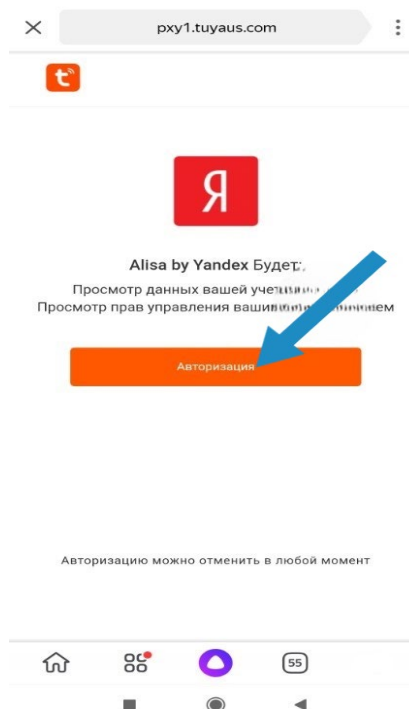 pxy1.tuyaus.com
Я
Alisa by Yandex Будет:
Просмотр данных вашей
Просмотр прав управления
Авторизация
Авторизацию можно отменить в любой момент
55